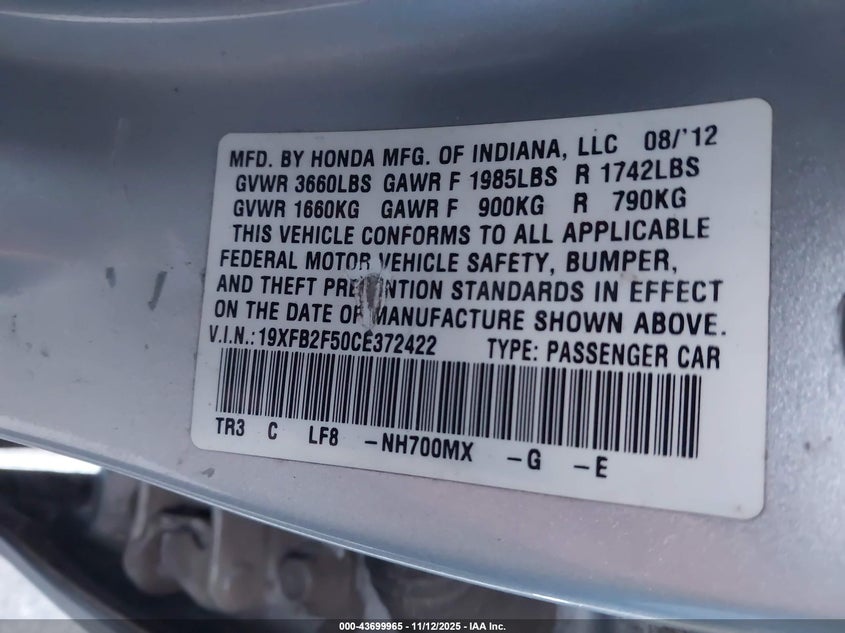 MFD. BY HONDA MFG. OF INDIANA, LLC 08/'12
GVWR 3660LBS GAWR F 1985LBS R 1742LBS
GVWR 1660KG GAWR F 900KG R 790KG
THIS VEHICLE CONFORMS TO ALL APPLICABLE
FEDERAL MOTOR VEHICLE SAFETY, BUMPER,
AND THEFT PREVENTION STANDARDS IN EFFECT
ON THE DATE OF MANUFACTURE SHOWN ABOVE.
V.I.N.:19XFB2F50CE372422 TYPE: PASSENGER CAR
TR3 C LF8 -NH700MX -G -E
000-43699965 - 11/12/2025 - IAA Inc.